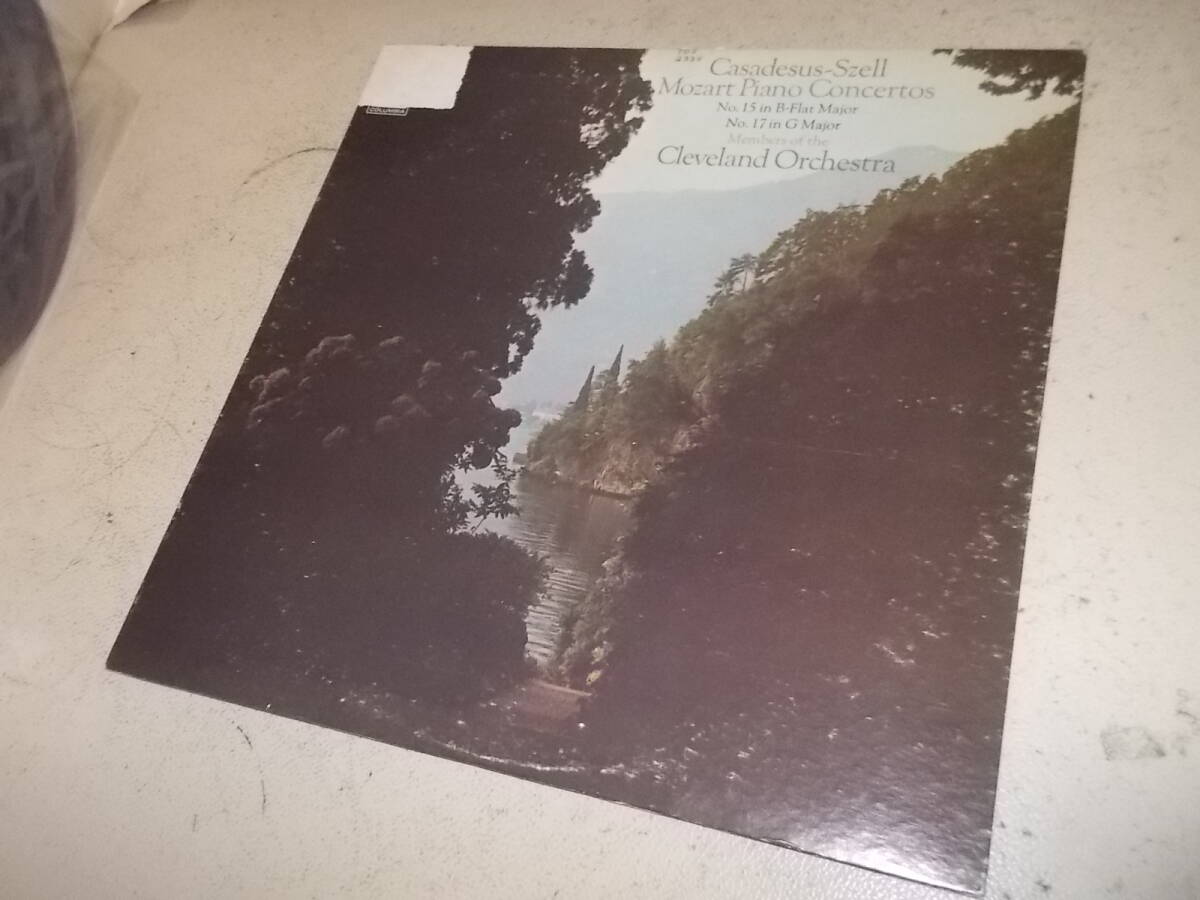 COLUMBIA
Casadesus-Szell
Mozart Piano Concertos
No. 15 in B-Flat Major
No. 17 in G Major
Members of the
Cleveland Orchestra